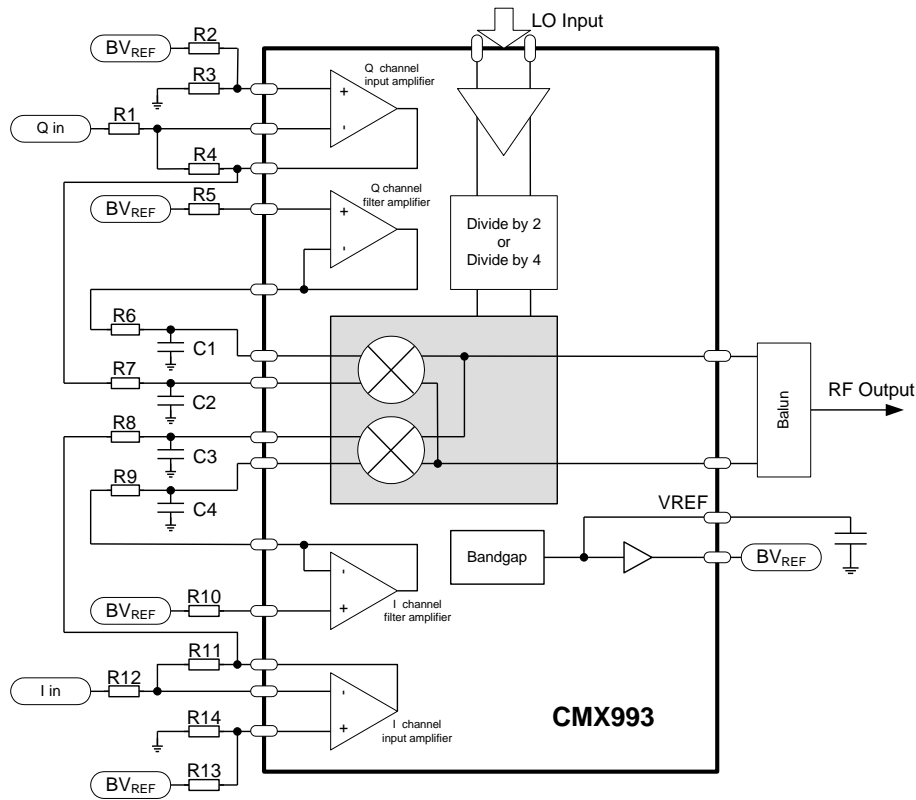 LO Input
BVREF
R2
R3
Q channel
input amplifier
+
-
Q in
R1
R4
BVREF
R5
Q channel
filter amplifier
+
-
Divide by 2
or
Divide by 4
R6
C1
R7
C2
R8
C3
R9
C4
Balun
RF Output
VREF
Bandgap
BVREF
-
+
I channel
filter amplifier
BVREF
R10
R11
I in
R12
-
+
I channel
input amplifier
R14
BVREF
R13
CMX993